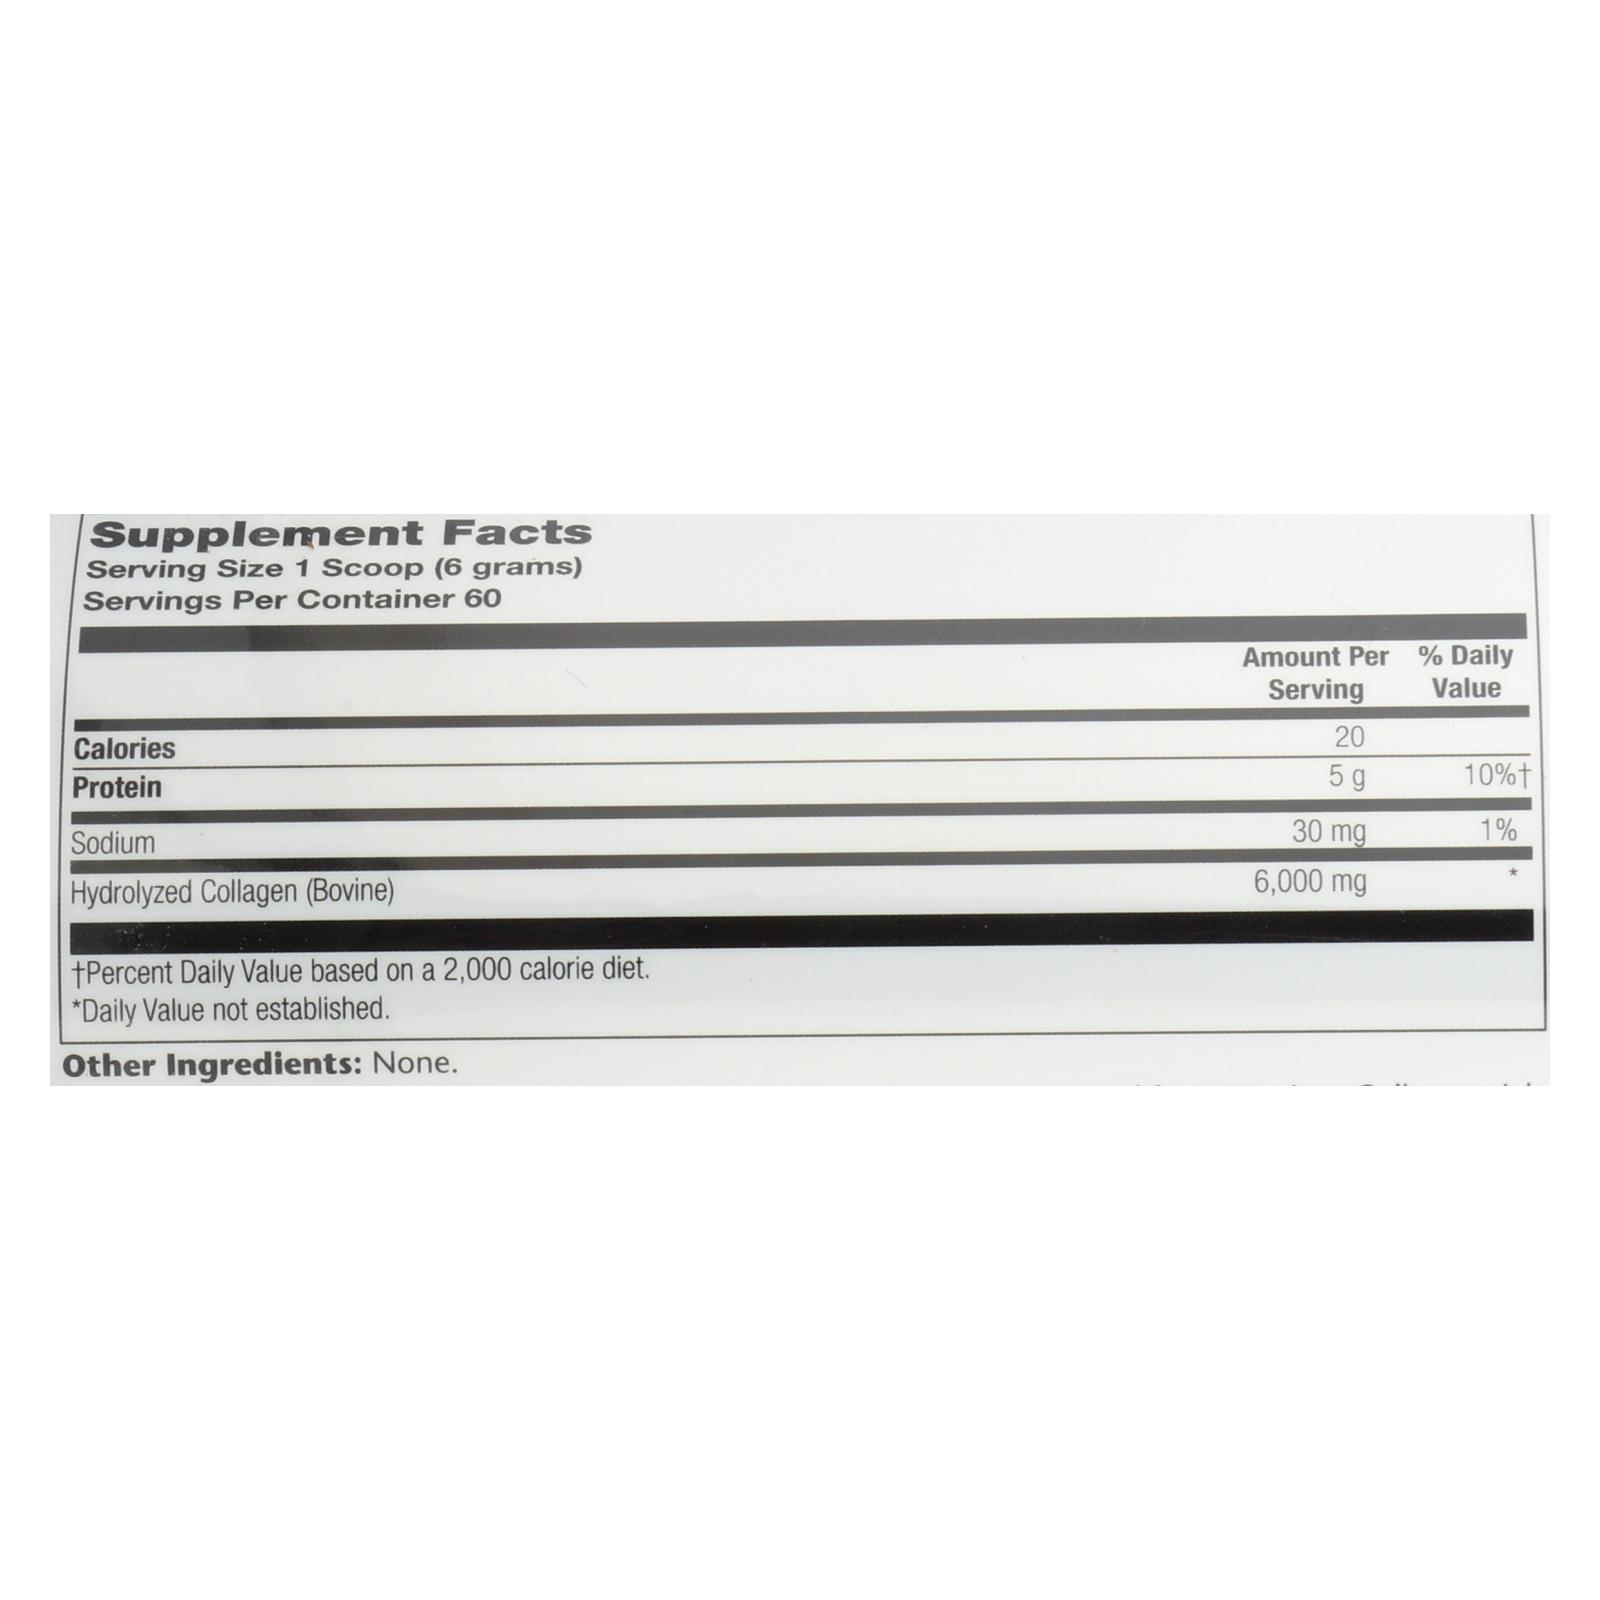 Supplement Facts
Serving Size 1 Scoop (6 grams)
Servings Per Container 60
Amount Per % Daily
Serving Value
Calories 20
Protein 5 g 10%†
Sodium 30 mg 1%
Hydrolyzed Collagen (Bovine) 6,000 mg *
†Percent Daily Value based on a 2,000 calorie diet.
*Daily Value not established.
Other Ingredients: None.